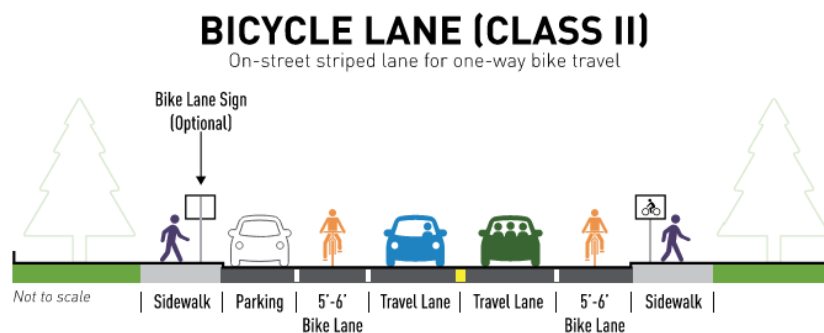 BICYCLE LANE (CLASS II)
On-street striped lane for one-way bike travel
Bike Lane Sign
(Optional)
Not to scale
Sidewalk
Parking
5'-6'
Bike Lane
Travel Lane
Travel Lane
5'-6'
Bike Lane
Sidewalk